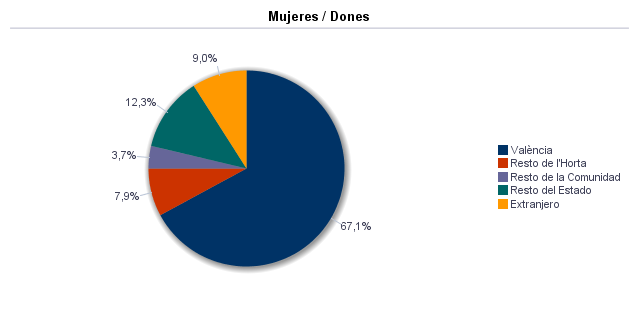 Mujeres / Dones
9,0%
12,3%
3,7%
7,9%
67,1%
València
Resto de l'Horta
Resto de la Comunidad
Resto del Estado
Extranjero